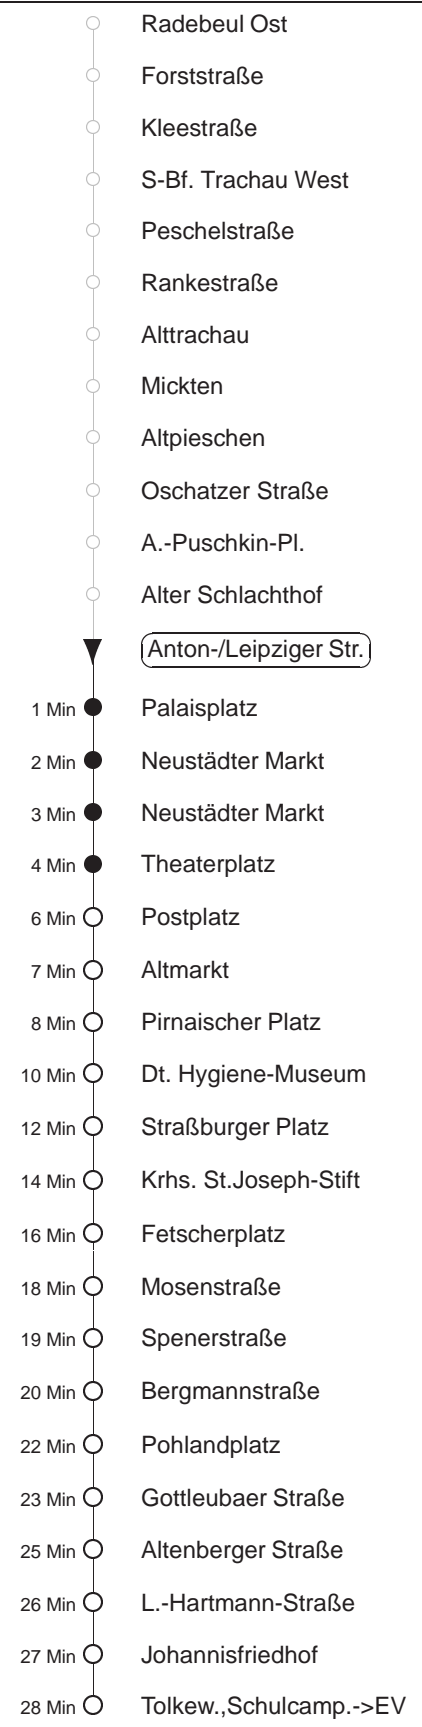 Radebeul Ost
Forststraße
Kleestraße
S-Bf. Trachau West
Peschelstraße
Rankestraße
Alttrachau
Mickten
Altpieschen
Oschatzer Straße
A.-Puschkin-Pl.
Alter Schlachthof
Anton-/Leipziger Str.
1 Min Palaisplatz
2 Min Neustädter Markt
3 Min Neustädter Markt
4 Min Theaterplatz
6 Min Postplatz
7 Min Altmarkt
8 Min Pirnaischer Platz
10 Min Dt. Hygiene-Museum
12 Min Straßburger Platz
14 Min Krhs. St.Joseph-Stift
16 Min Fetscherplatz
18 Min Mosenstraße
19 Min Spenerstraße
20 Min Bergmannstraße
22 Min Pohlandplatz
23 Min Gottleubaer Straße
25 Min Altenberger Straße
26 Min L.-Hartmann-Straße
27 Min Johannisfriedhof
28 Min Tolkew.,Schulcamp.->EV